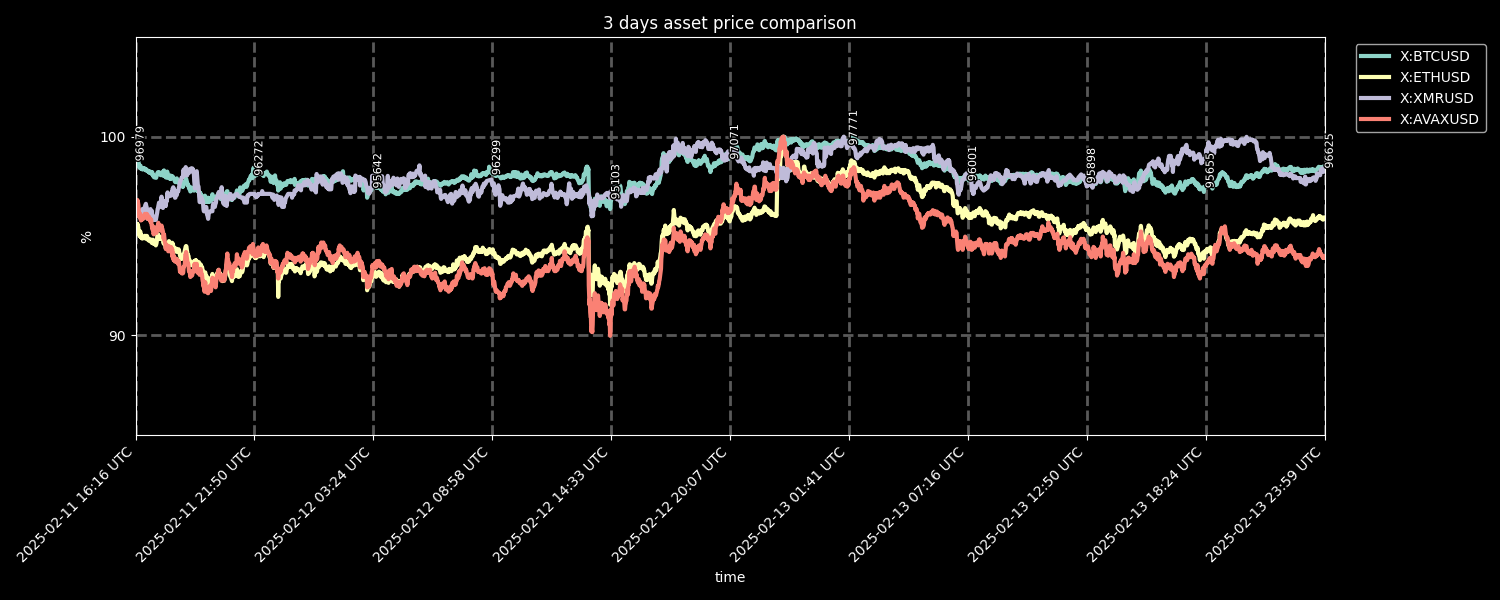 3 days asset price comparison
X:BTCUSD
X:ETHUSD
X:XMRUSD
X:AVAXUSD
100
90
%
96979
96272
95642
96299
95103
97071
97771
96001
95898
96555
96625
2025-02-11 16:16 UTC
2025-02-11 21:50 UTC
2025-02-12 03:24 UTC
2025-02-12 08:58 UTC
2025-02-12 14:33 UTC
2025-02-12 20:07 UTC
2025-02-13 01:41 UTC
2025-02-13 07:16 UTC
2025-02-13 12:50 UTC
2025-02-13 18:24 UTC
2025-02-13 23:59 UTC
time